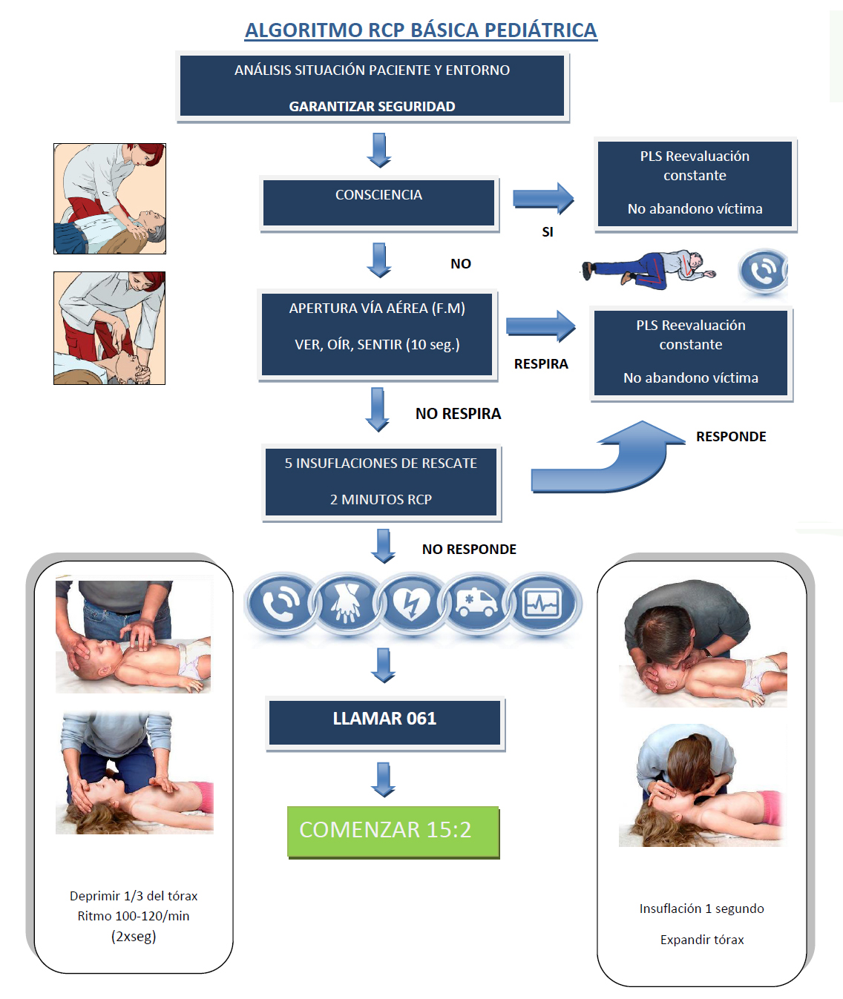 ALGORITMO RCP BÁSICA PEDIÁTRICA
ANÁLISIS SITUACIÓN PACIENTE Y ENTORNO
GARANTIZAR SEGURIDAD
CONSCIENCIA
SI
PLS Reevaluación
constante
No abandono víctima
NO
APERTURA VÍA AÉREA (F.M)
VER, OÍR, SENTIR (10 seg.)
RESPIRA
PLS Reevaluación
constante
No abandono víctima
NO RESPIRA
RESPONDE
5 INSUFLACIONES DE RESCATE
2 MINUTOS RCP
NO RESPONDE
LLAMAR 061
COMENZAR 15:2
Deprimir 1/3 del tórax
Ritmo 100-120/min
(2xseg)
Insuflación 1 segundo
Expandir tórax